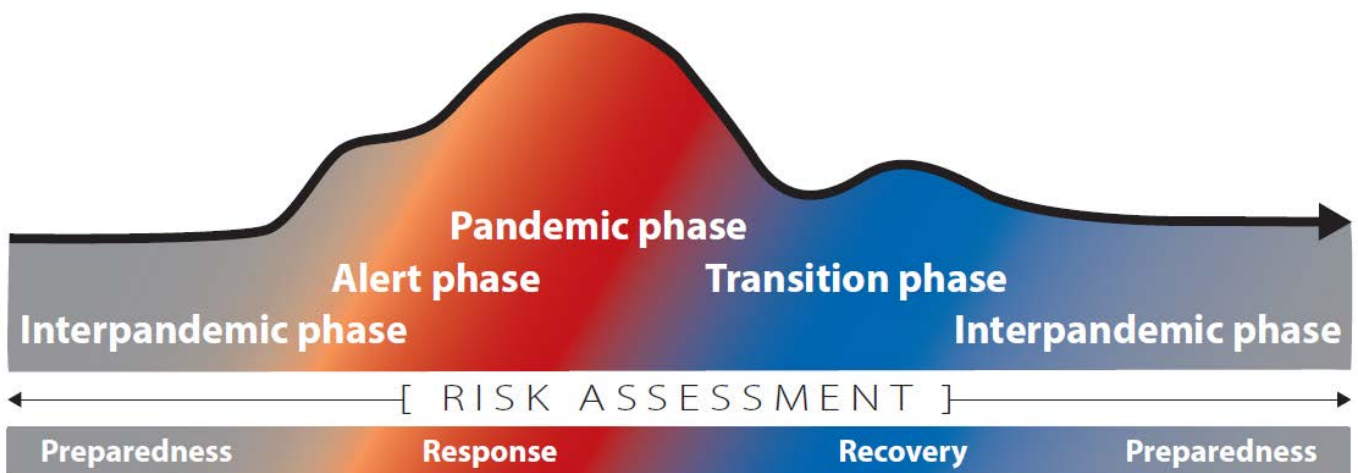 Pandemic phase
Alert phase
Transition phase
Interpandemic phase
Interpandemic phase
[ RISK ASSESSMENT ]
Preparedness
Response
Recovery
Preparedness